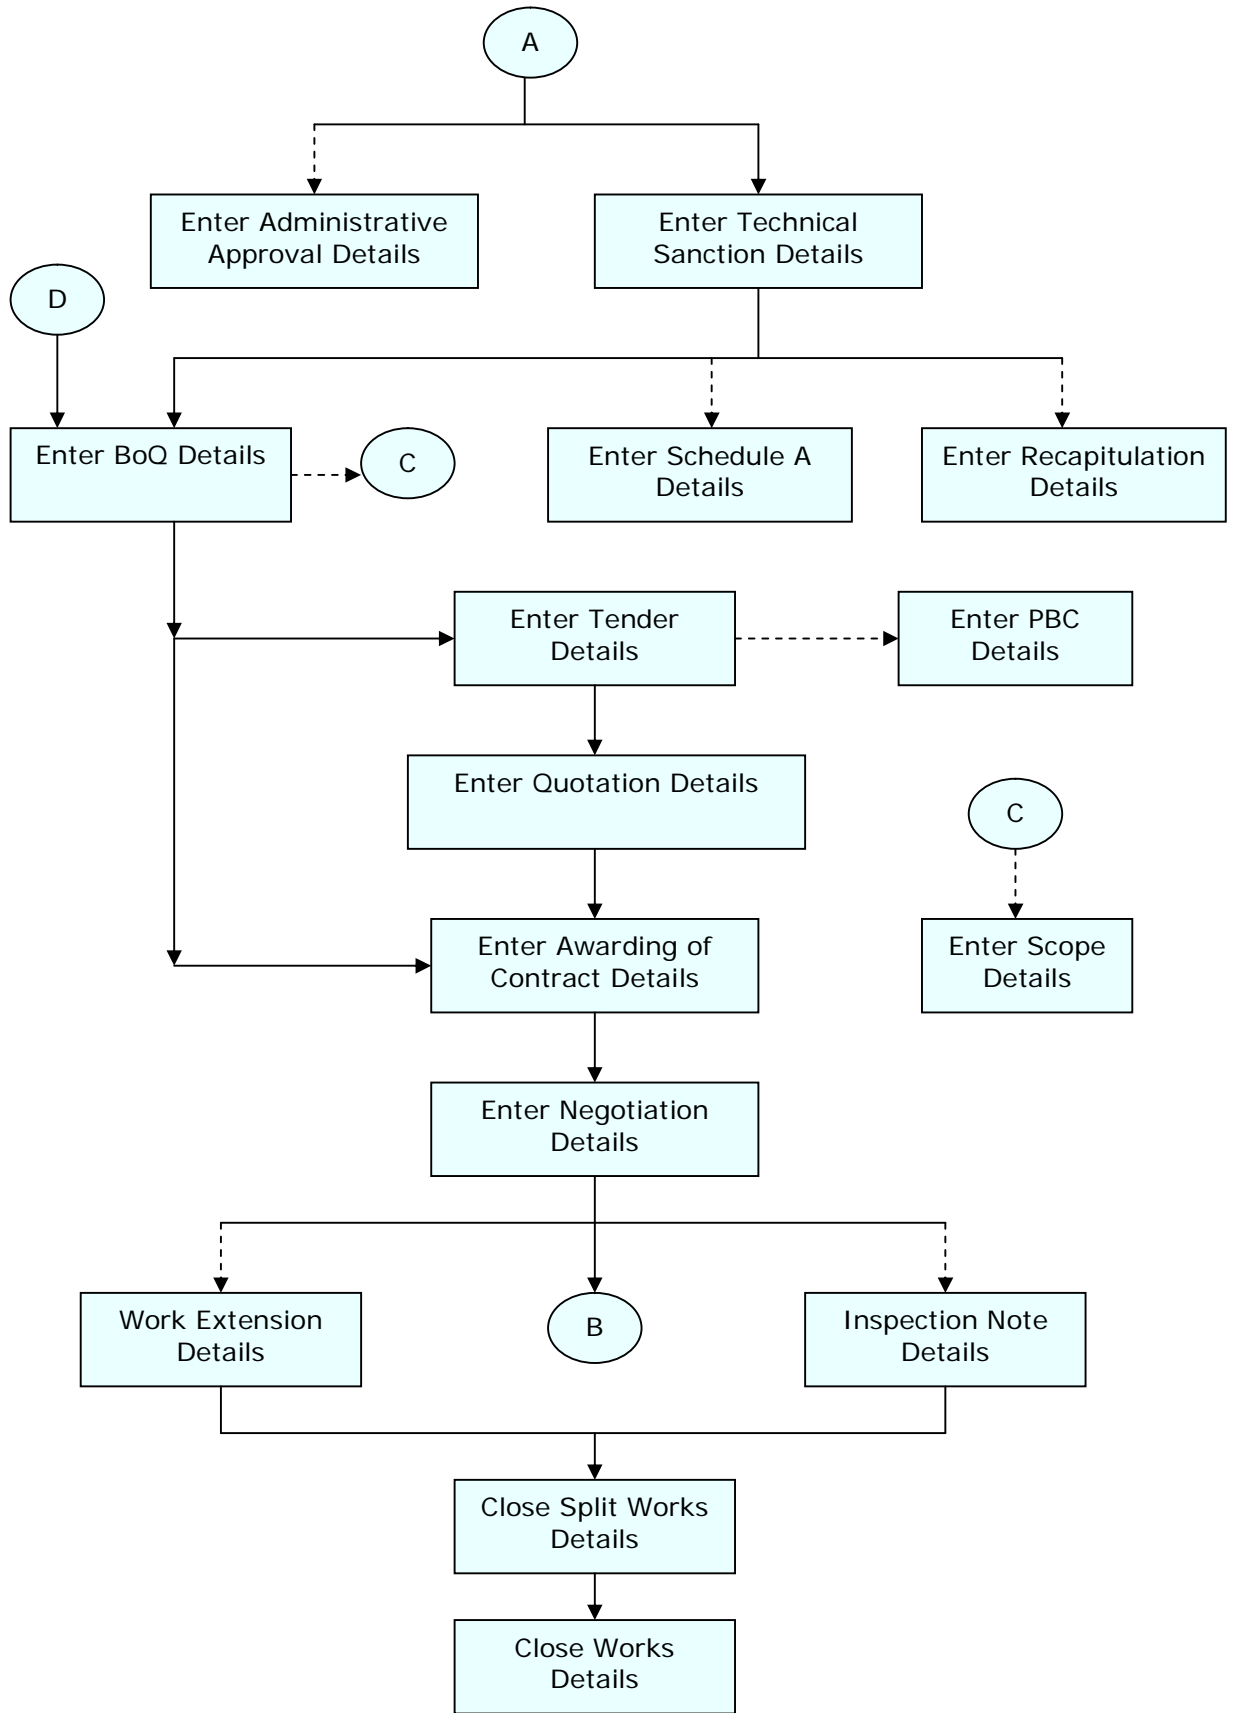 A
Enter Administrative
Approval Details
Enter Technical
Sanction Details
D
Enter BoQ Details
C
Enter Schedule A
Details
Enter Recapitulation
Details
Enter Tender
Details
Enter PBC
Details
Enter Quotation Details
C
Enter Awarding of
Contract Details
Enter Scope
Details
Enter Negotiation
Details
Work Extension
Details
B
Inspection Note
Details
Close Split Works
Details
Close Works
Details